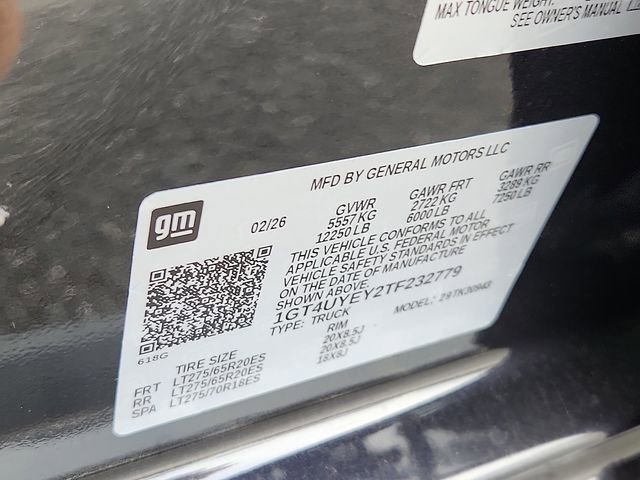 MAX TONGUE WEIGHT:
SEE OWNER'S MANUAL
MFD BY GENERAL MOTORS LLC
gm
02/26
GVWR GAWR FRT GAWR RR
5557 KG 2722 KG 3289 KG
12250 LB 6000 LB 7250 LB
THIS VEHICLE CONFORMS TO ALL
APPLICABLE U.S. FEDERAL MOTOR
VEHICLE SAFETY STANDARDS IN EFFECT
ON THE DATE OF MANUFACTURE
SHOWN ABOVE.
1GT4UYEY2TF232779
TYPE: TRUCK MODEL: 29TK30943
618G
TIRE SIZE RIM
FRT LT275/65R20ES 20X8.5J
RR LT275/65R20ES 20X8.5J
SPA LT275/70R18ES 18X8J